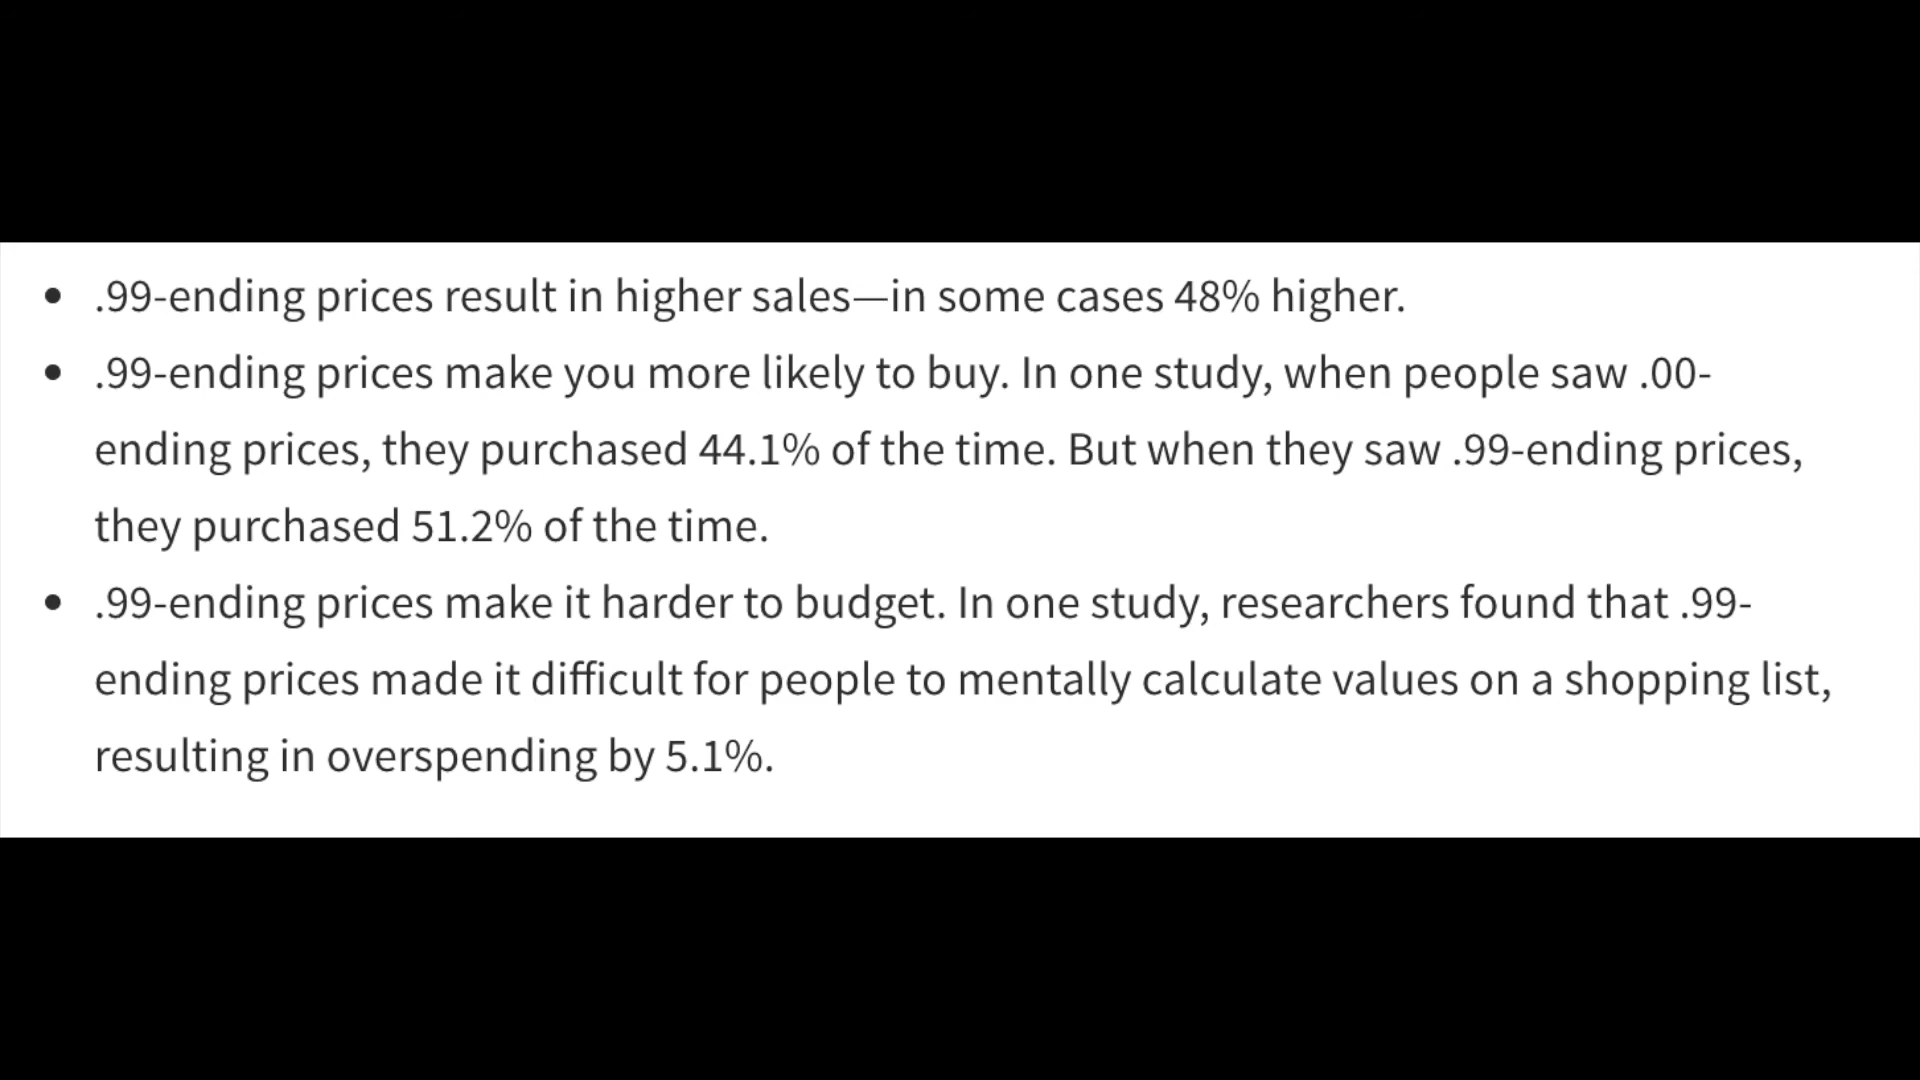 • .99-ending prices result in higher sales—in some cases 48% higher.
• .99-ending prices make you more likely to buy. In one study, when people saw .00-
ending prices, they purchased 44.1% of the time. But when they saw .99-ending prices,
they purchased 51.2% of the time.
• .99-ending prices make it harder to budget. In one study, researchers found that .99-
ending prices made it difficult for people to mentally calculate values on a shopping list,
resulting in overspending by 5.1%.